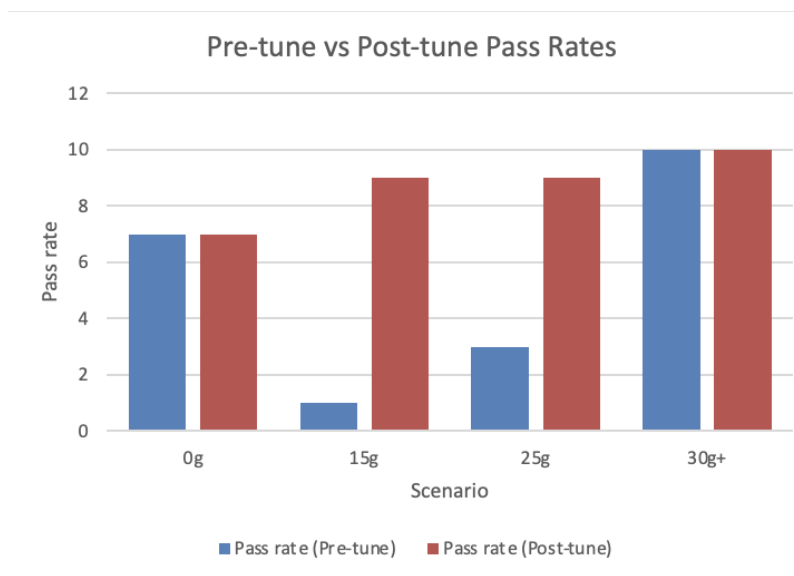 Pre-tune vs Post-tune Pass Rates
12
10
8
6
4
2
0
Pass rate
0g
15g
25g
30g+
Scenario
Pass rate (Pre-tune)
Pass rate (Post-tune)